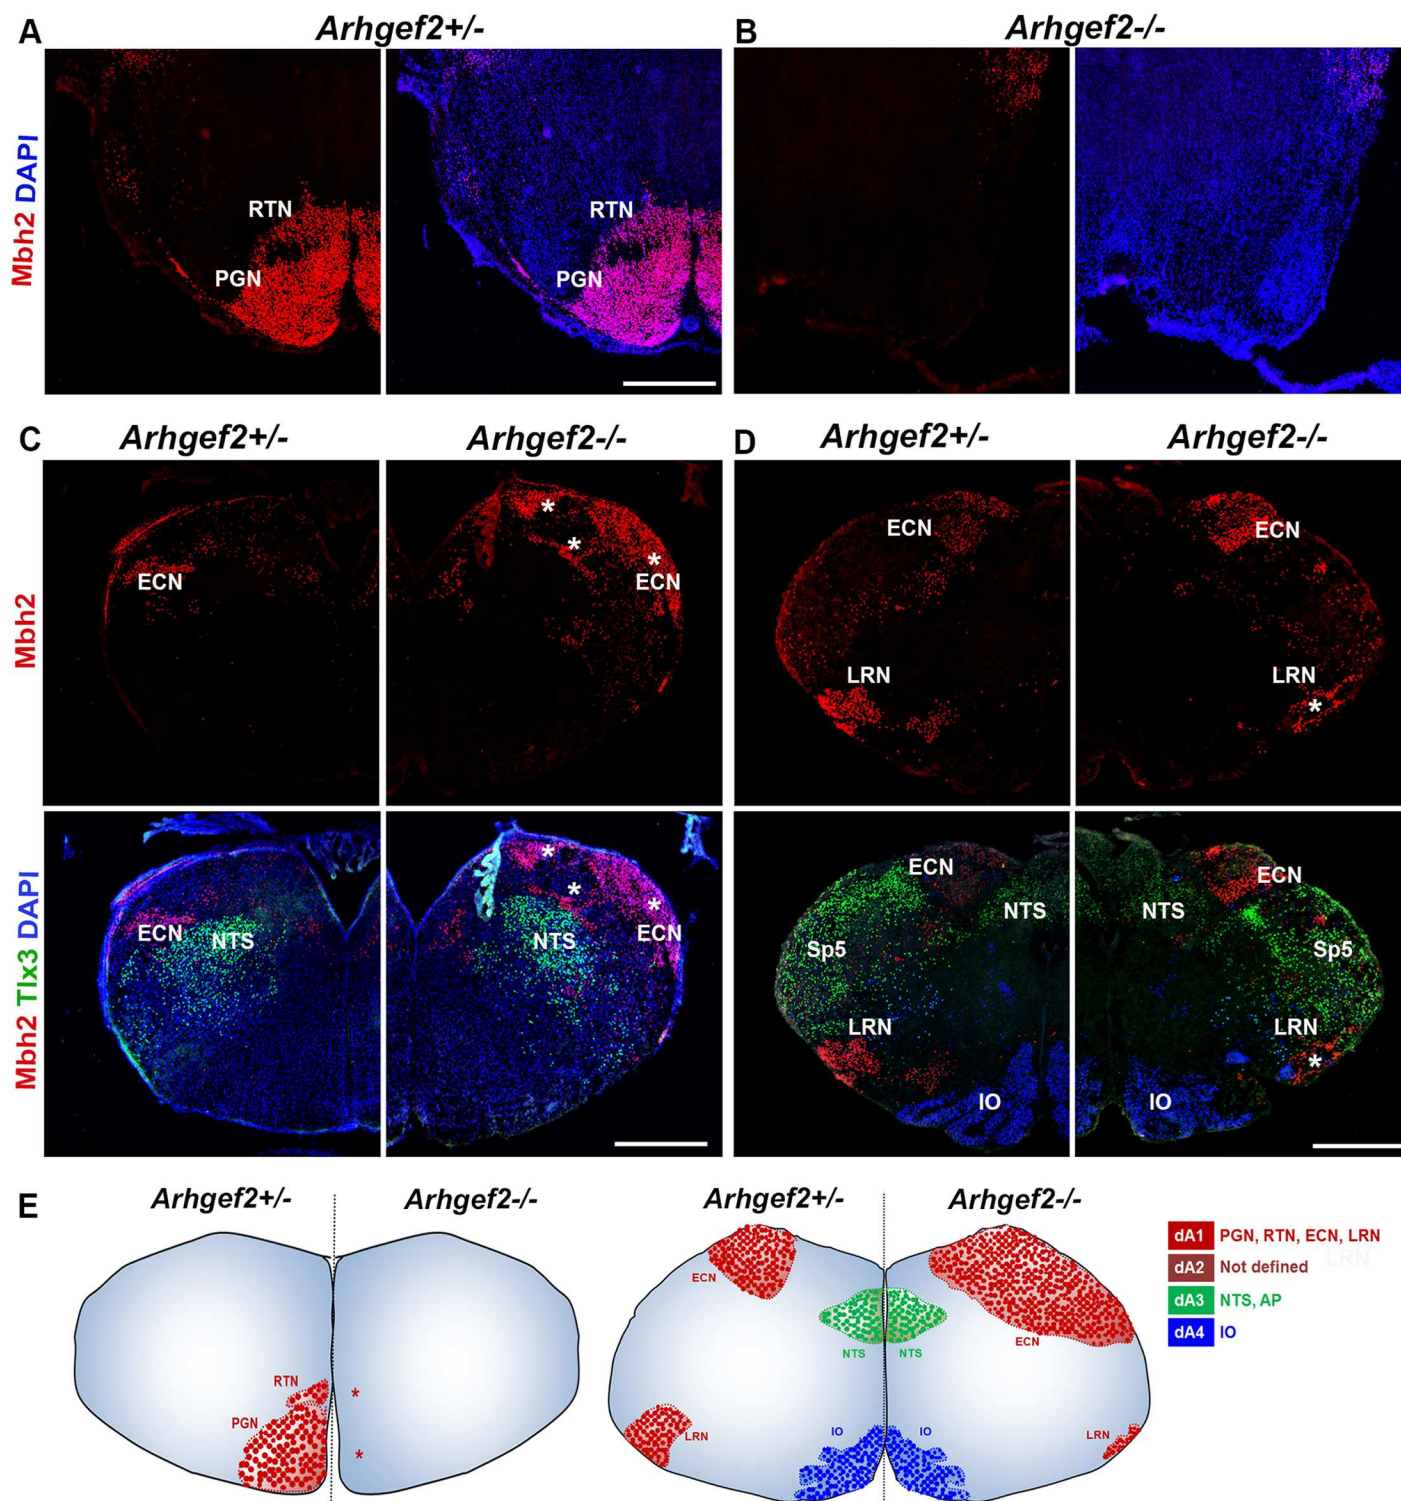 A
Arhgef2+/-
B
Arhgef2-/-
Mbh2 DAPI
RTN
PGN
RTN
PGN
C
Arhgef2+/-
Arhgef2-/-
D
Arhgef2+/-
Arhgef2-/-
Mbh2
ECN
*
*
*
ECN
ECN
LRN
ECN
LRN
*
Mbh2 Tlx3 DAPI
ECN
NTS
*
*
*
NTS
ECN
ECN
NTS
Sp5
LRN
IO
NTS
ECN
Sp5
LRN
*
IO
E
Arhgef2+/-
Arhgef2-/-
RTN
PGN
*
*
Arhgef2+/-
Arhgef2-/-
ECN
NTS
NTS
ECN
LRN
IO
IO
LRN
dA1 PGN, RTN, ECN, LRN
LRN
dA2 Not defined
dA3 NTS, AP
dA4 IO